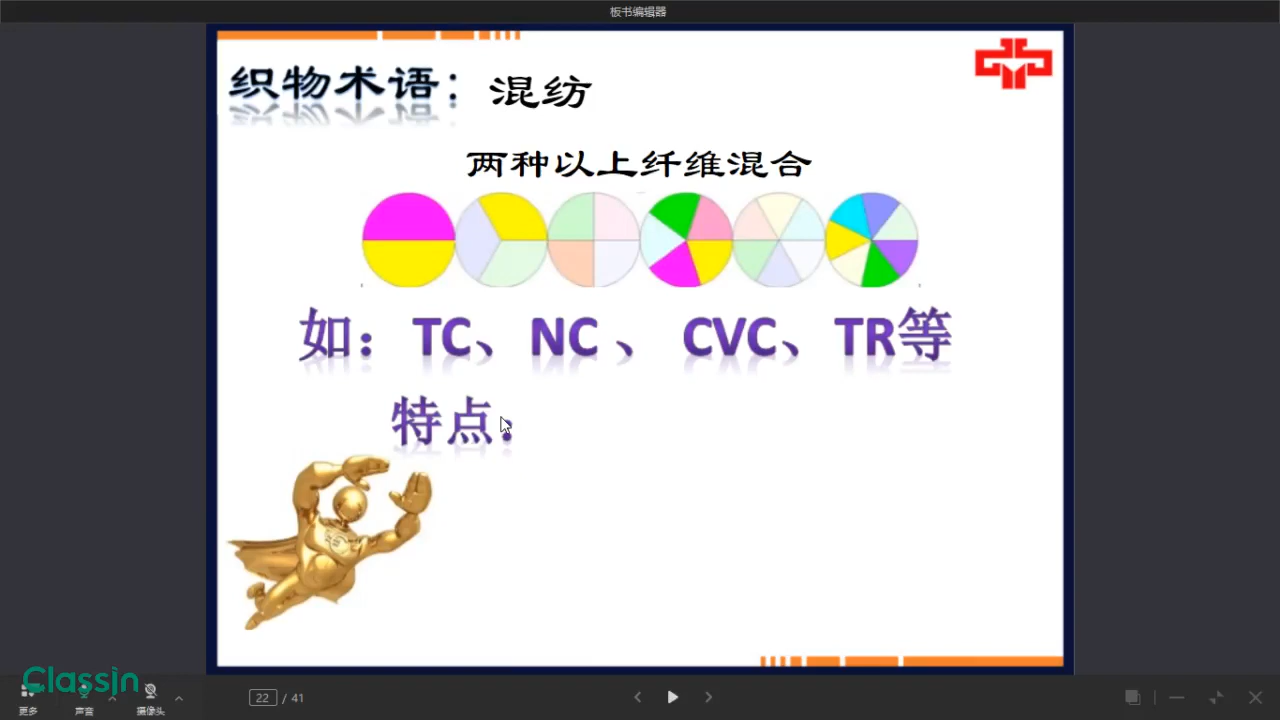 板书编辑器
织物术语：混纺
两种以上纤维混合
如：TC、NC 、 CVC、TR等
特点：
ClassIn
更多 声音 摄像头 22 / 41